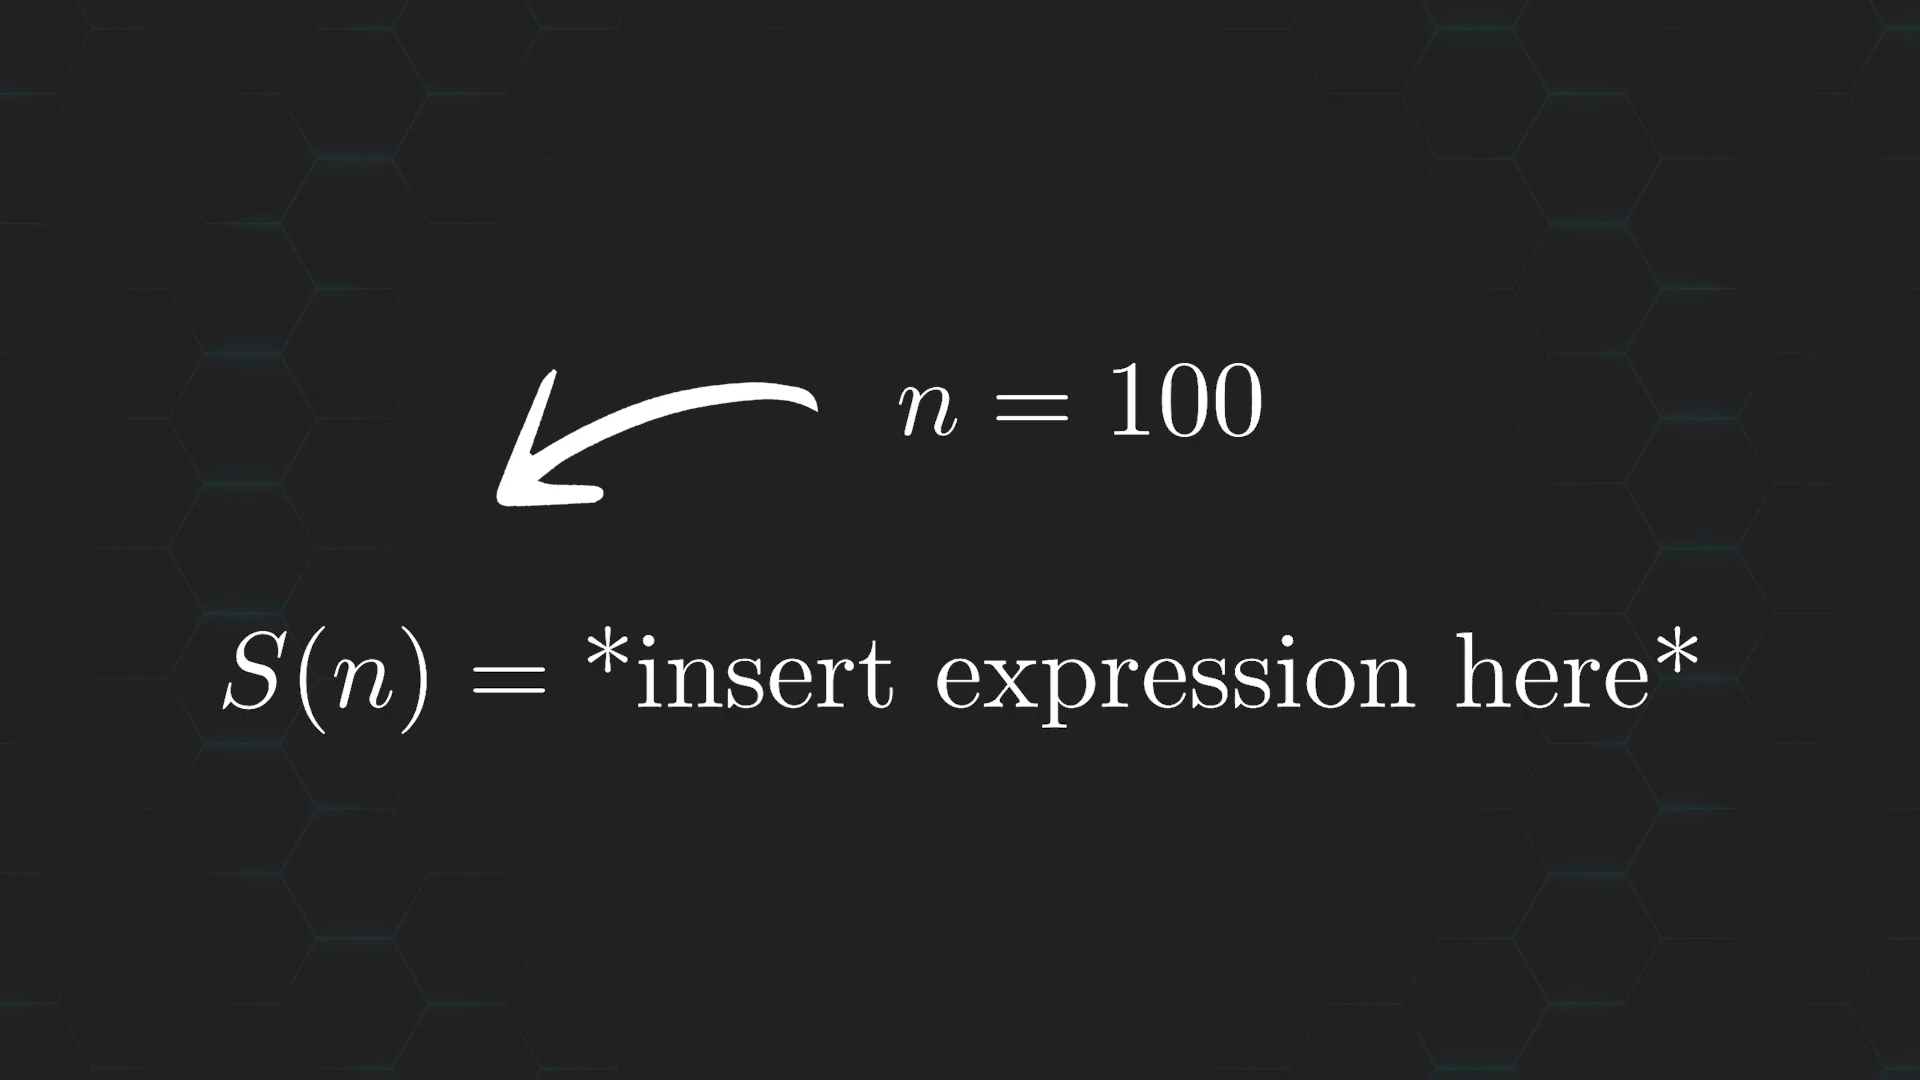 n = 100
S(n) = *insert expression here*